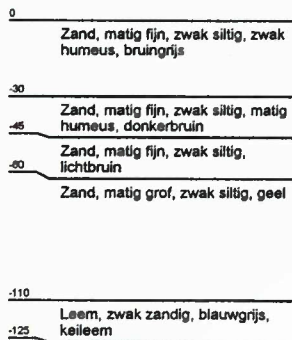 0
Zand, matig fijn, zwak siltig, zwak
humeus, bruingrijs
-30
Zand, matig fijn, zwak siltig, matig
humeus, donkerbruin
-45
Zand, matig fijn, zwak siltig,
lichtbruin
-60
Zand, matig grof, zwak siltig, geel
-110
Leem, zwak zandig, blauwgrijs,
keileem
-125